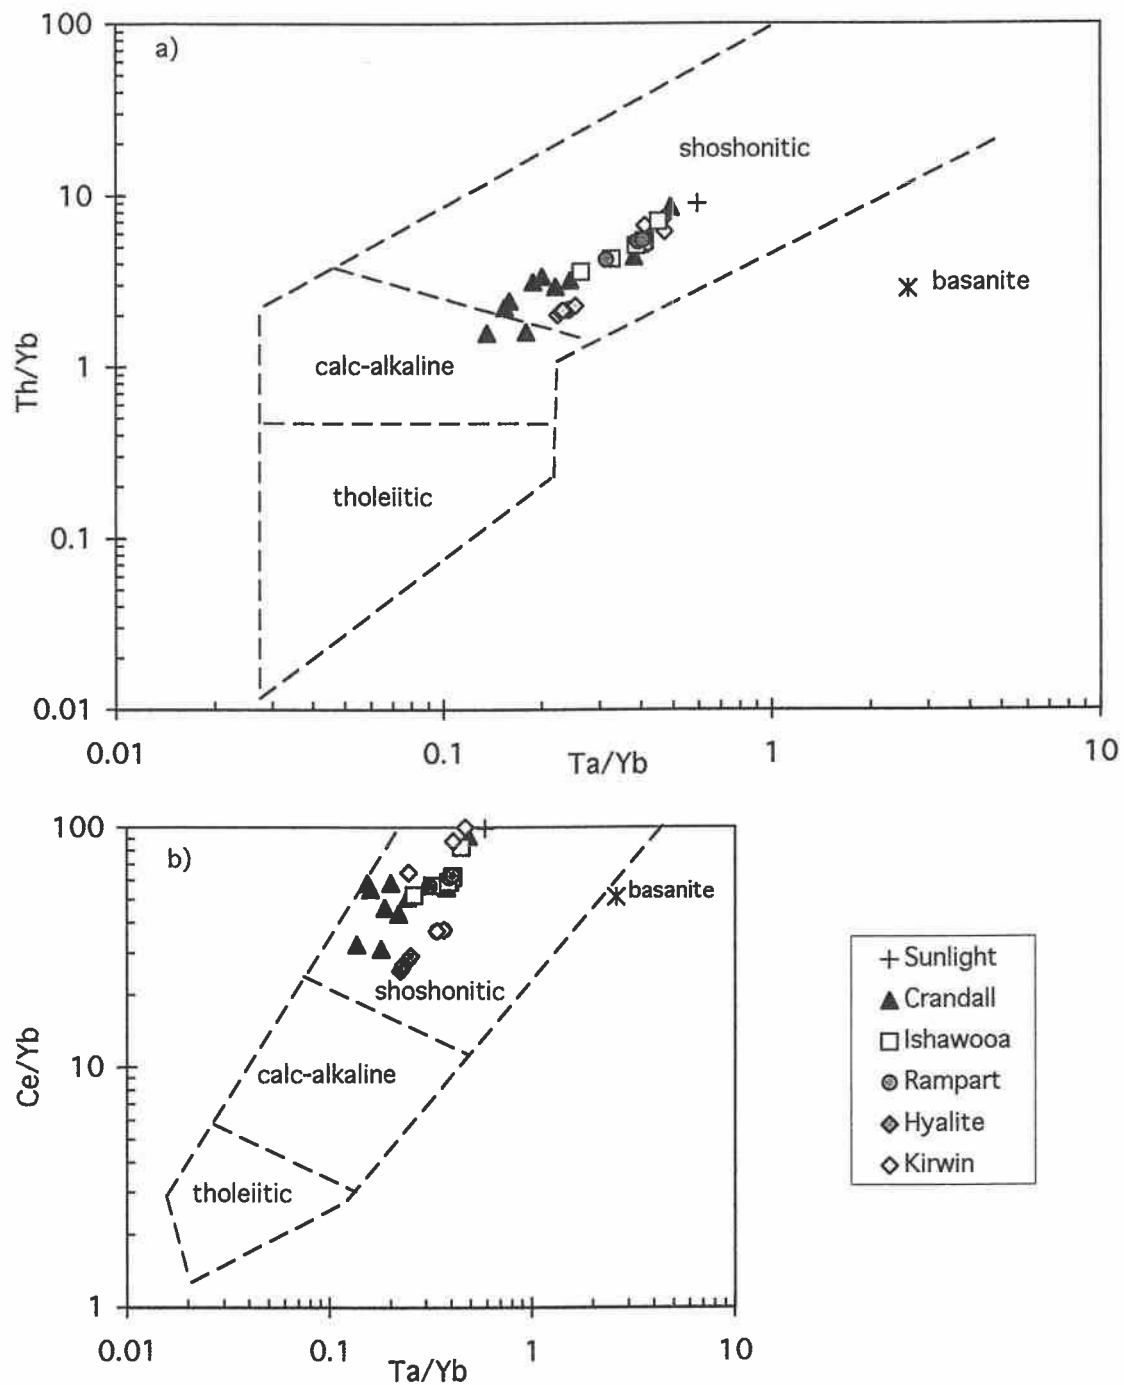 100
a)
shoshonitic
10
basanite
Th/Yb
calc-alkaline
1
tholeiitic
0.1
0.01
0.01
0.1
1
10
Ta/Yb
100
b)
basanite
shoshonitic
Ce/Yb
10
calc-alkaline
tholeiitic
1
0.01
0.1
1
10
Ta/Yb
Sunlight
Crandall
Ishawooa
Rampart
Hyalite
Kirwin